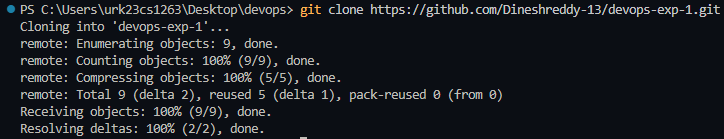 PS C:\Users\urk23cs1263\Desktop\devops> git clone https://github.com/Dineshreddy-13/devops-exp-1.git
Cloning into 'devops-exp-1'...
remote: Enumerating objects: 9, done.
remote: Counting objects: 100% (9/9), done.
remote: Compressing objects: 100% (5/5), done.
remote: Total 9 (delta 2), reused 5 (delta 1), pack-reused 0 (from 0)
Receiving objects: 100% (9/9), done.
Resolving deltas: 100% (2/2), done.